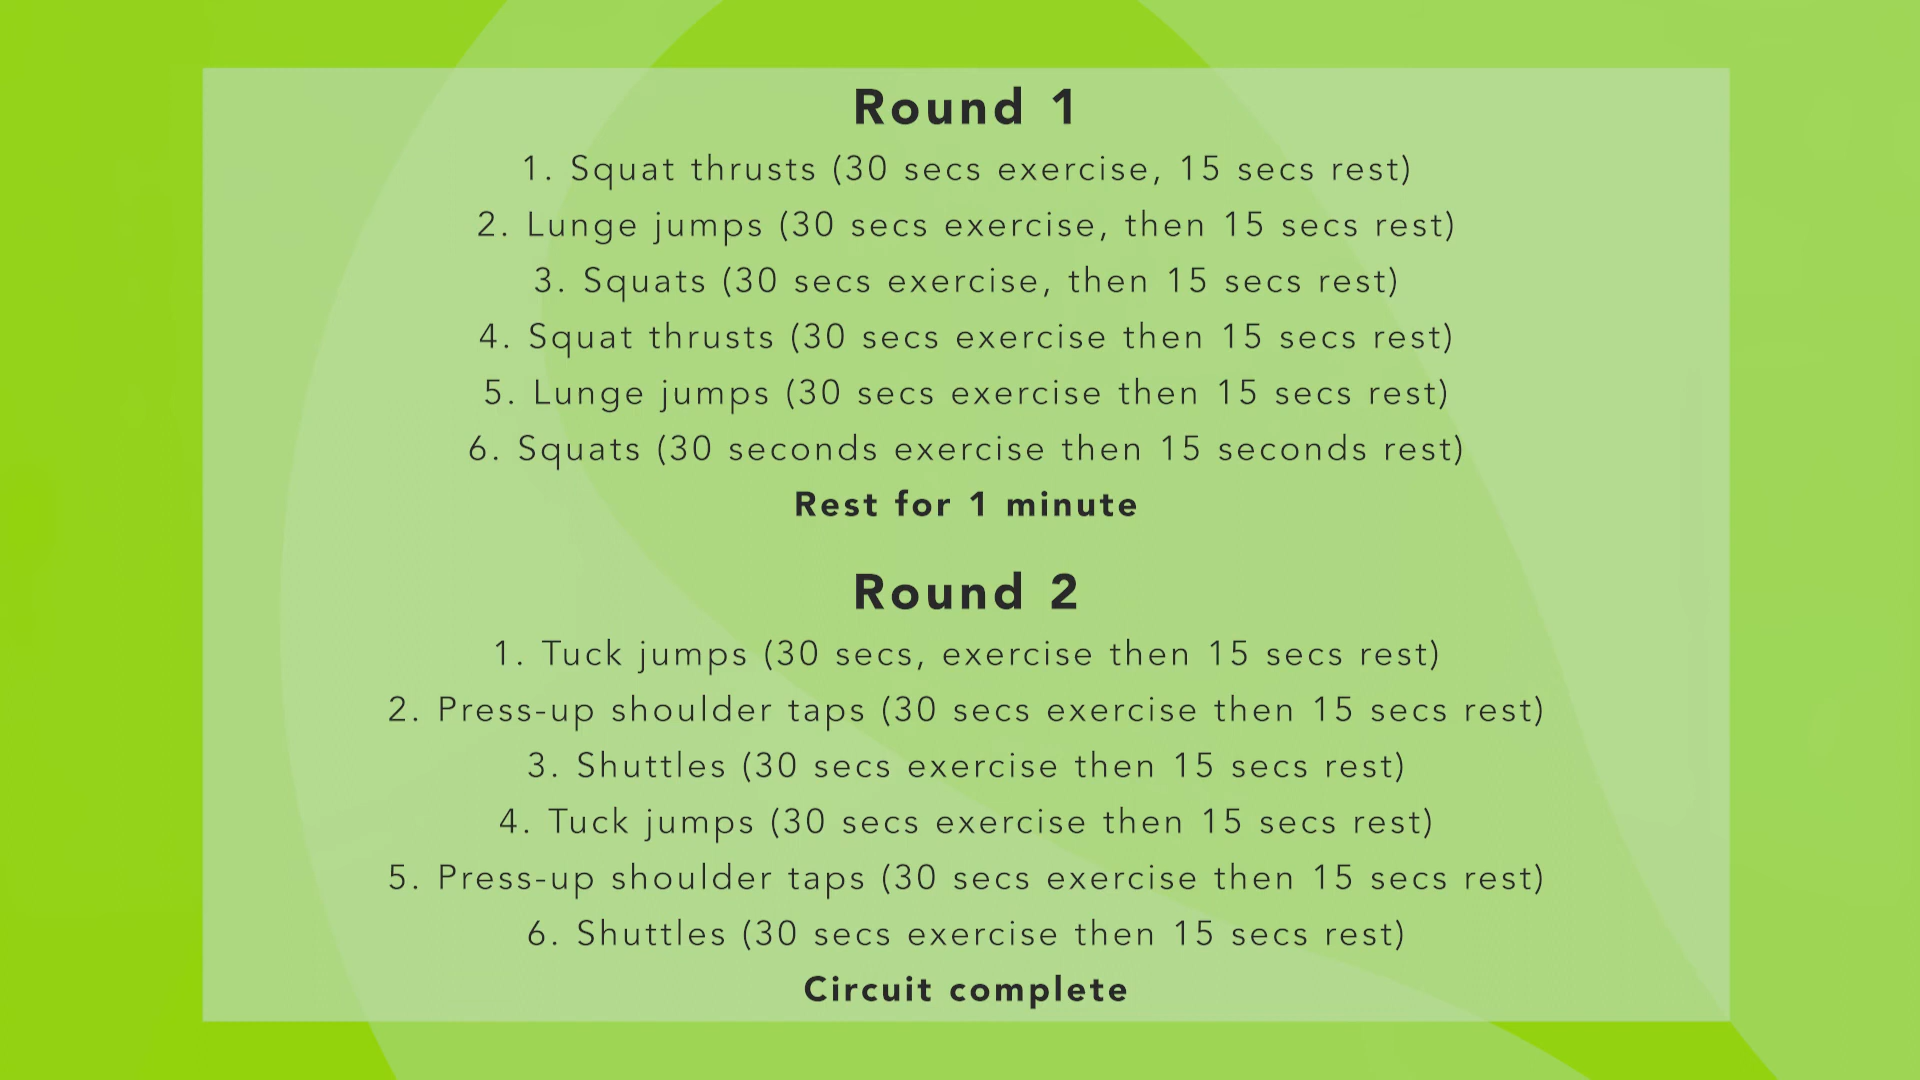 Round 1
1. Squat thrusts (30 secs exercise, 15 secs rest)
2. Lunge jumps (30 secs exercise, then 15 secs rest)
3. Squats (30 secs exercise, then 15 secs rest)
4. Squat thrusts (30 secs exercise then 15 secs rest)
5. Lunge jumps (30 secs exercise then 15 secs rest)
6. Squats (30 seconds exercise then 15 seconds rest)
Rest for 1 minute
Round 2
1. Tuck jumps (30 secs, exercise then 15 secs rest)
2. Press-up shoulder taps (30 secs exercise then 15 secs rest)
3. Shuttles (30 secs exercise then 15 secs rest)
4. Tuck jumps (30 secs exercise then 15 secs rest)
5. Press-up shoulder taps (30 secs exercise then 15 secs rest)
6. Shuttles (30 secs exercise then 15 secs rest)
Circuit complete